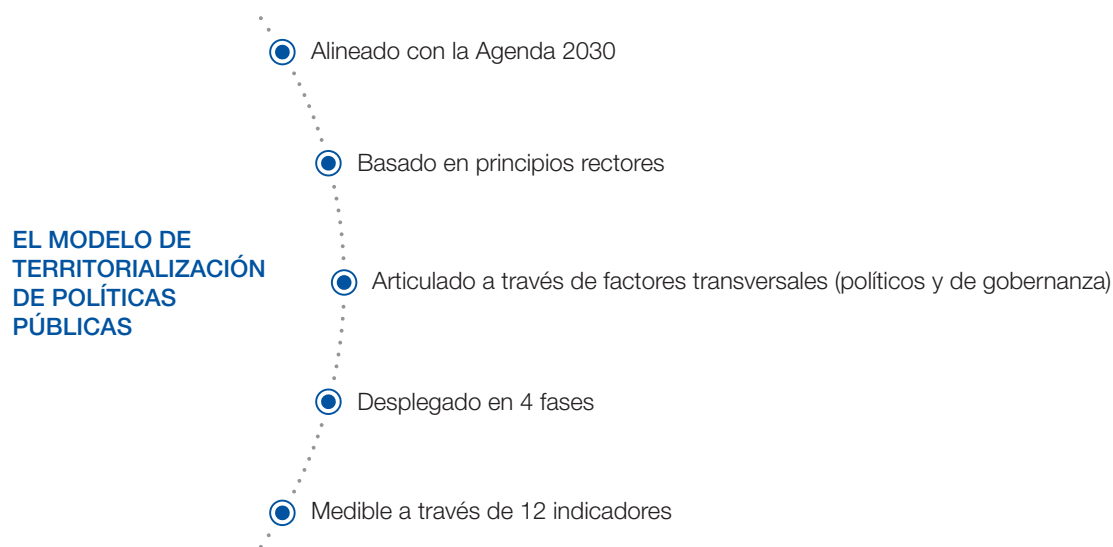 EL MODELO DE
TERRITORIALIZACIÓN
DE POLÍTICAS
PÚBLICAS
Alineado con la Agenda 2030
Basado en principios rectores
Articulado a través de factores transversales (políticos y de gobernanza)
Desplegado en 4 fases
Medible a través de 12 indicadores